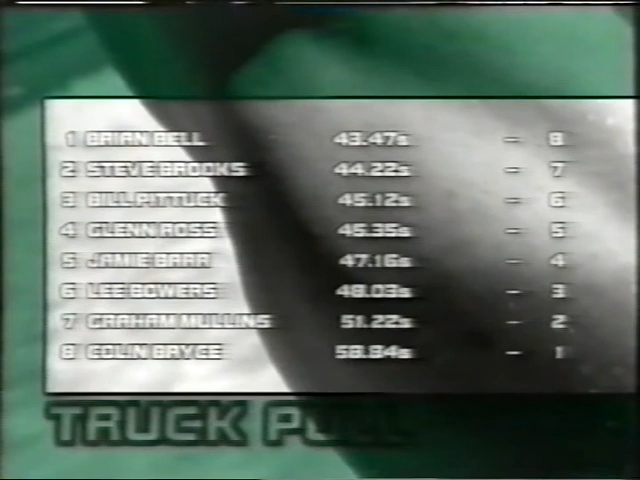 1 BRIAN BELL 43.47s - 8
2 STEVE BROOKS 44.22s - 7
3 BILL PITTUCK 45.12s - 6
4 GLENN ROSS 46.35s - 5
5 JAMIE BARR 47.16s - 4
6 LEE BOWERS 48.03s - 3
7 GRAHAM MULLINS 51.22s - 2
8 COLIN BRYCE 58.84s - 1
TRUCK PULL